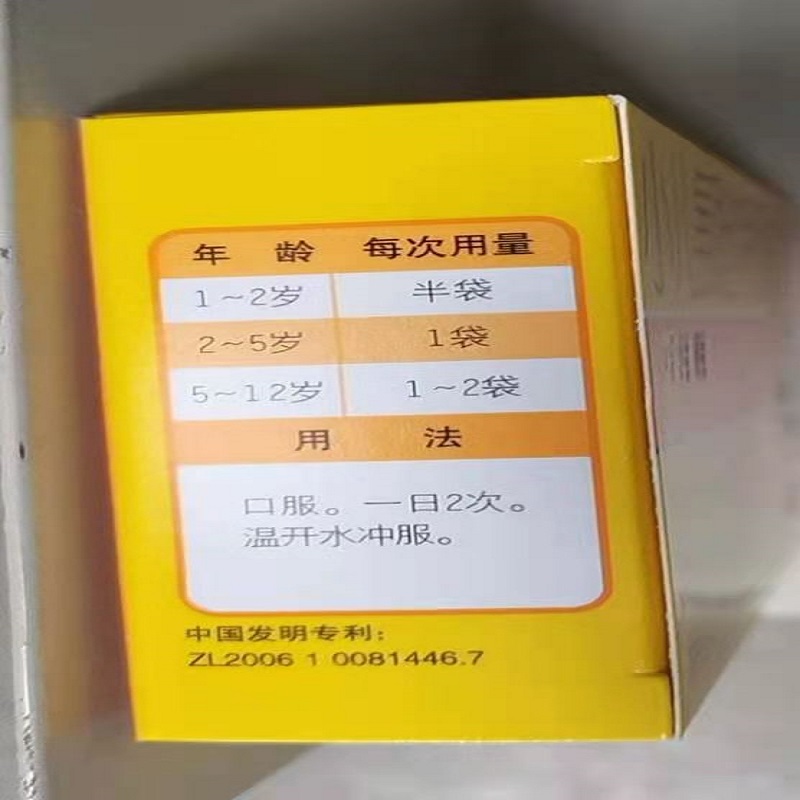 年 龄 每次用量
1~2岁 半袋
2~5岁 1袋
5~12岁 1~2袋
用 法
口服。一日2次。
温开水冲服。
中国发明专利:
ZL2006 1 0081446.7